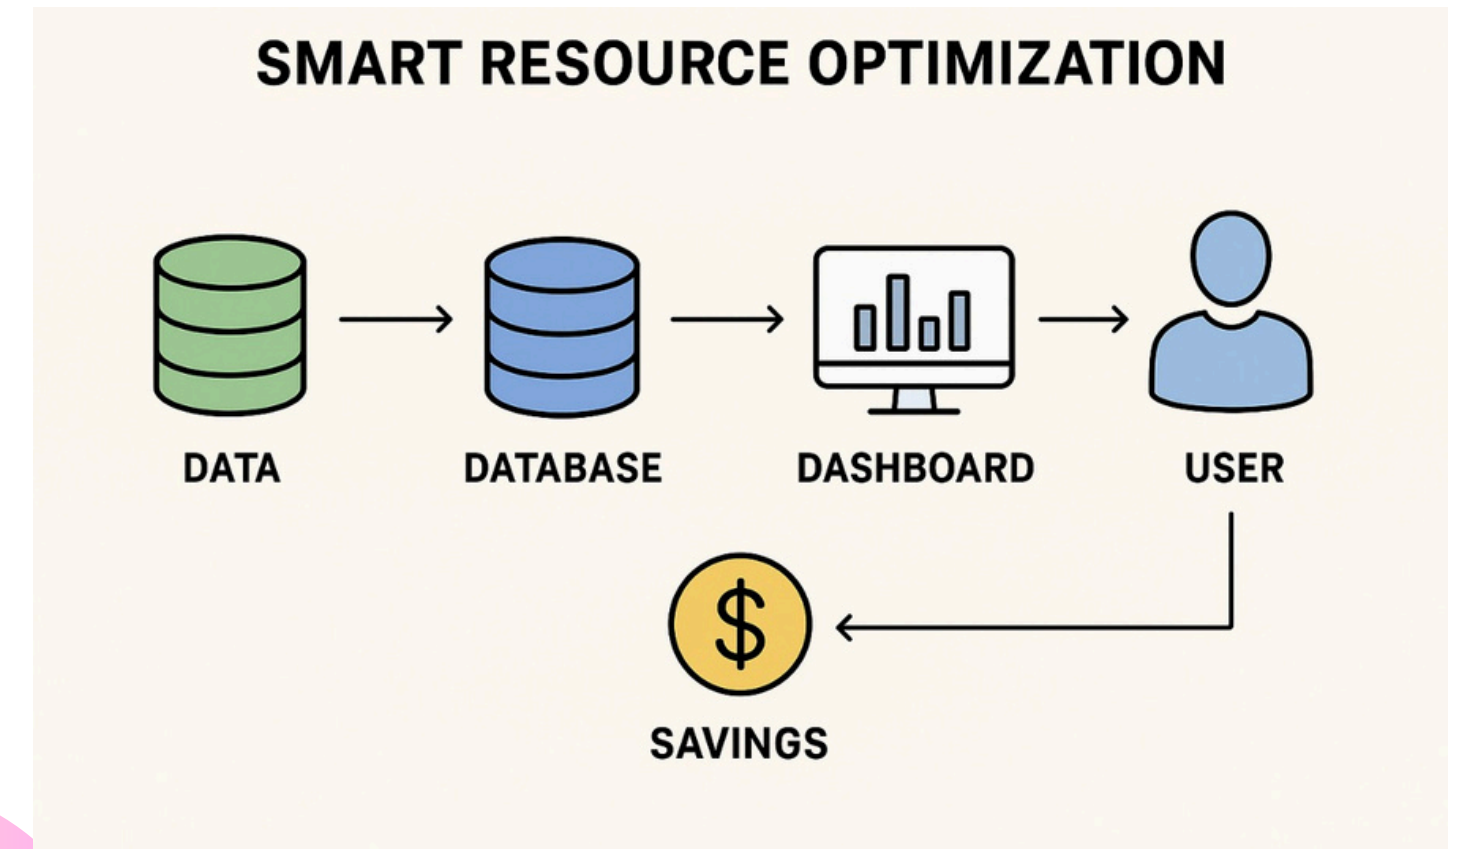 SMART RESOURCE OPTIMIZATION
DATA
DATABASE
DASHBOARD
USER
$
SAVINGS